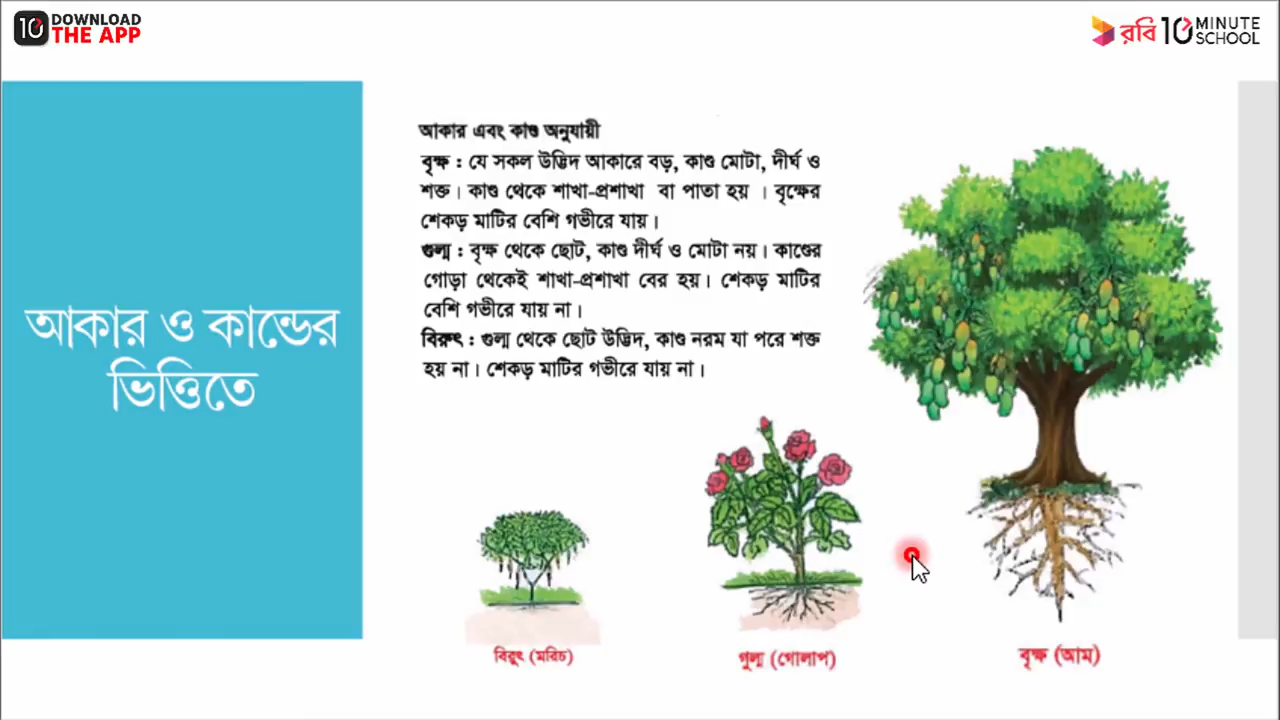 10 DOWNLOAD
THE APP
রবি 10 MINUTE
SCHOOL
আকার ও কান্ডের
ভিত্তিতে
আকার এবং কাণ্ড অনুযায়ী
বৃক্ষ : যে সকল উদ্ভিদ আকারে বড়, কাণ্ড মোটা, দীর্ঘ ও
শক্ত। কাণ্ড থেকে শাখা-প্রশাখা বা পাতা হয় । বৃক্ষের
শেকড় মাটির বেশি গভীরে যায়।
গুল্ম : বৃক্ষ থেকে ছোট, কাণ্ড দীর্ঘ ও মোটা নয়। কাণ্ডের
গোড়া থেকেই শাখা-প্রশাখা বের হয়। শেকড় মাটির
বেশি গভীরে যায় না।
বিরুৎ : গুল্ম থেকে ছোট উদ্ভিদ, কাণ্ড নরম যা পরে শক্ত
হয় না। শেকড় মাটির গভীরে যায় না।
বিরুৎ (মরিচ)
গুল্ম (গোলাপ)
বৃক্ষ (আম)